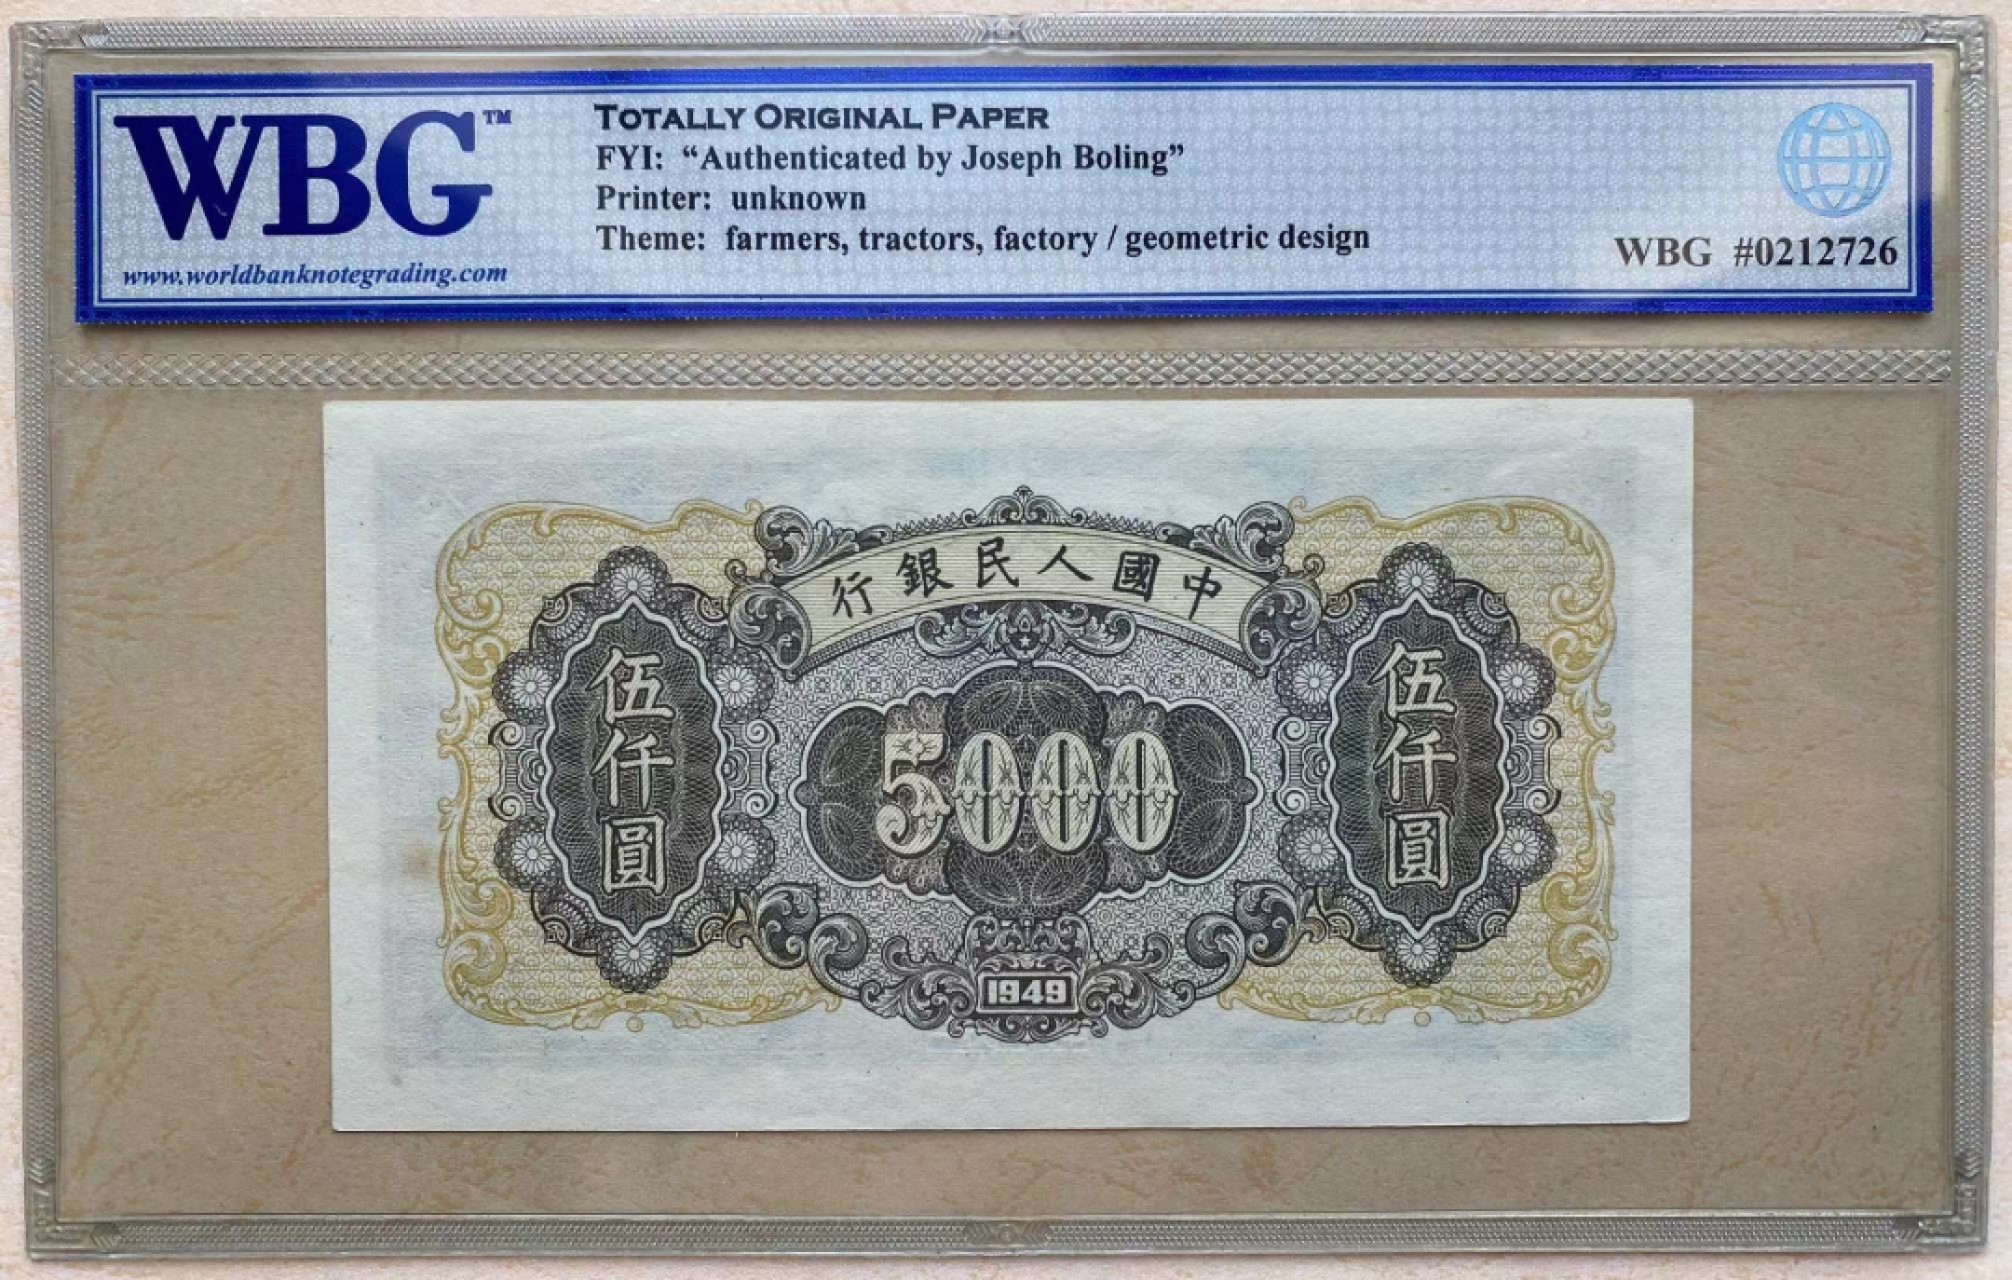 WBG™
www.worldbanknotegrading.com
TOTALLY ORIGINAL PAPER
FYI: “Authenticated by Joseph Boling”
Printer: unknown
Theme: farmers, tractors, factory / geometric design
WBG #0212726
行銀民人國中
伍仟圓
5000
伍仟圓
1949